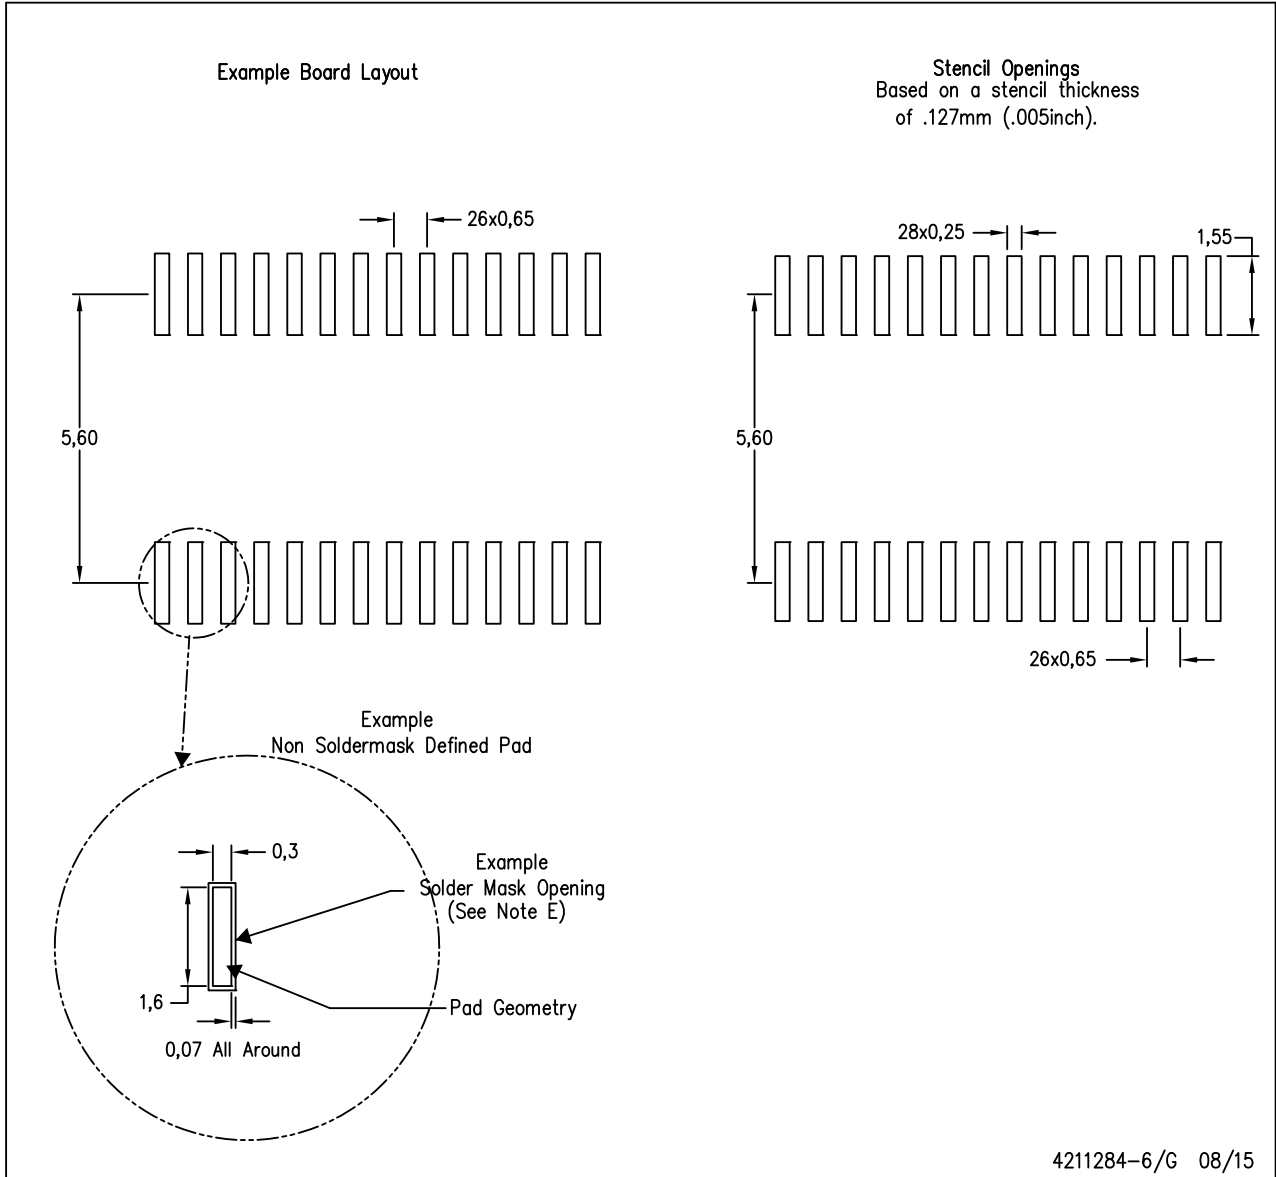 Example Board Layout
Stencil Openings
Based on a stencil thickness
of .127mm (.005inch).
26x0,65
28x0,25
1,55
5,60
5,60
26x0,65
Example
Non Soldermask Defined Pad
0,3
Example
Solder Mask Opening
(See Note E)
1,6
Pad Geometry
0,07 All Around
4211284-6/G 08/15